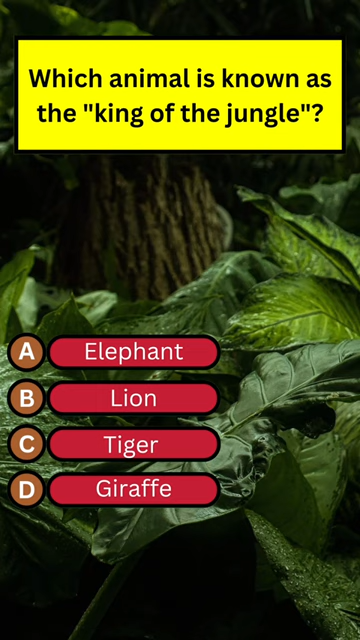 Which animal is known as
the "king of the jungle"?
A Elephant
B Lion
C Tiger
D Giraffe